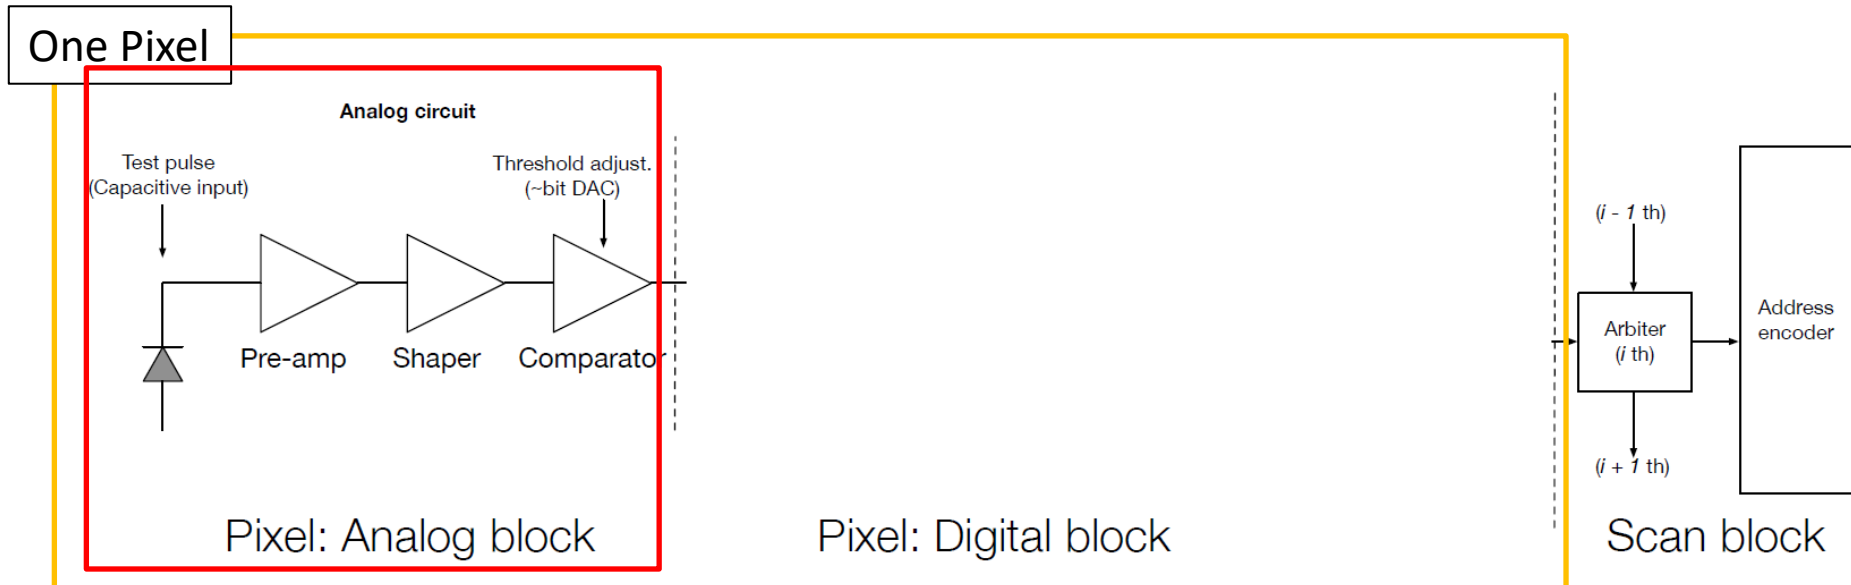 One Pixel
Analog circuit
Test pulse
(Capacitive input)
Threshold adjust.
(~bit DAC)
Pre-amp
Shaper
Comparator
(i - 1 th)
Arbiter
(i th)
(i + 1 th)
Address
encoder
Pixel: Analog block
Pixel: Digital block
Scan block